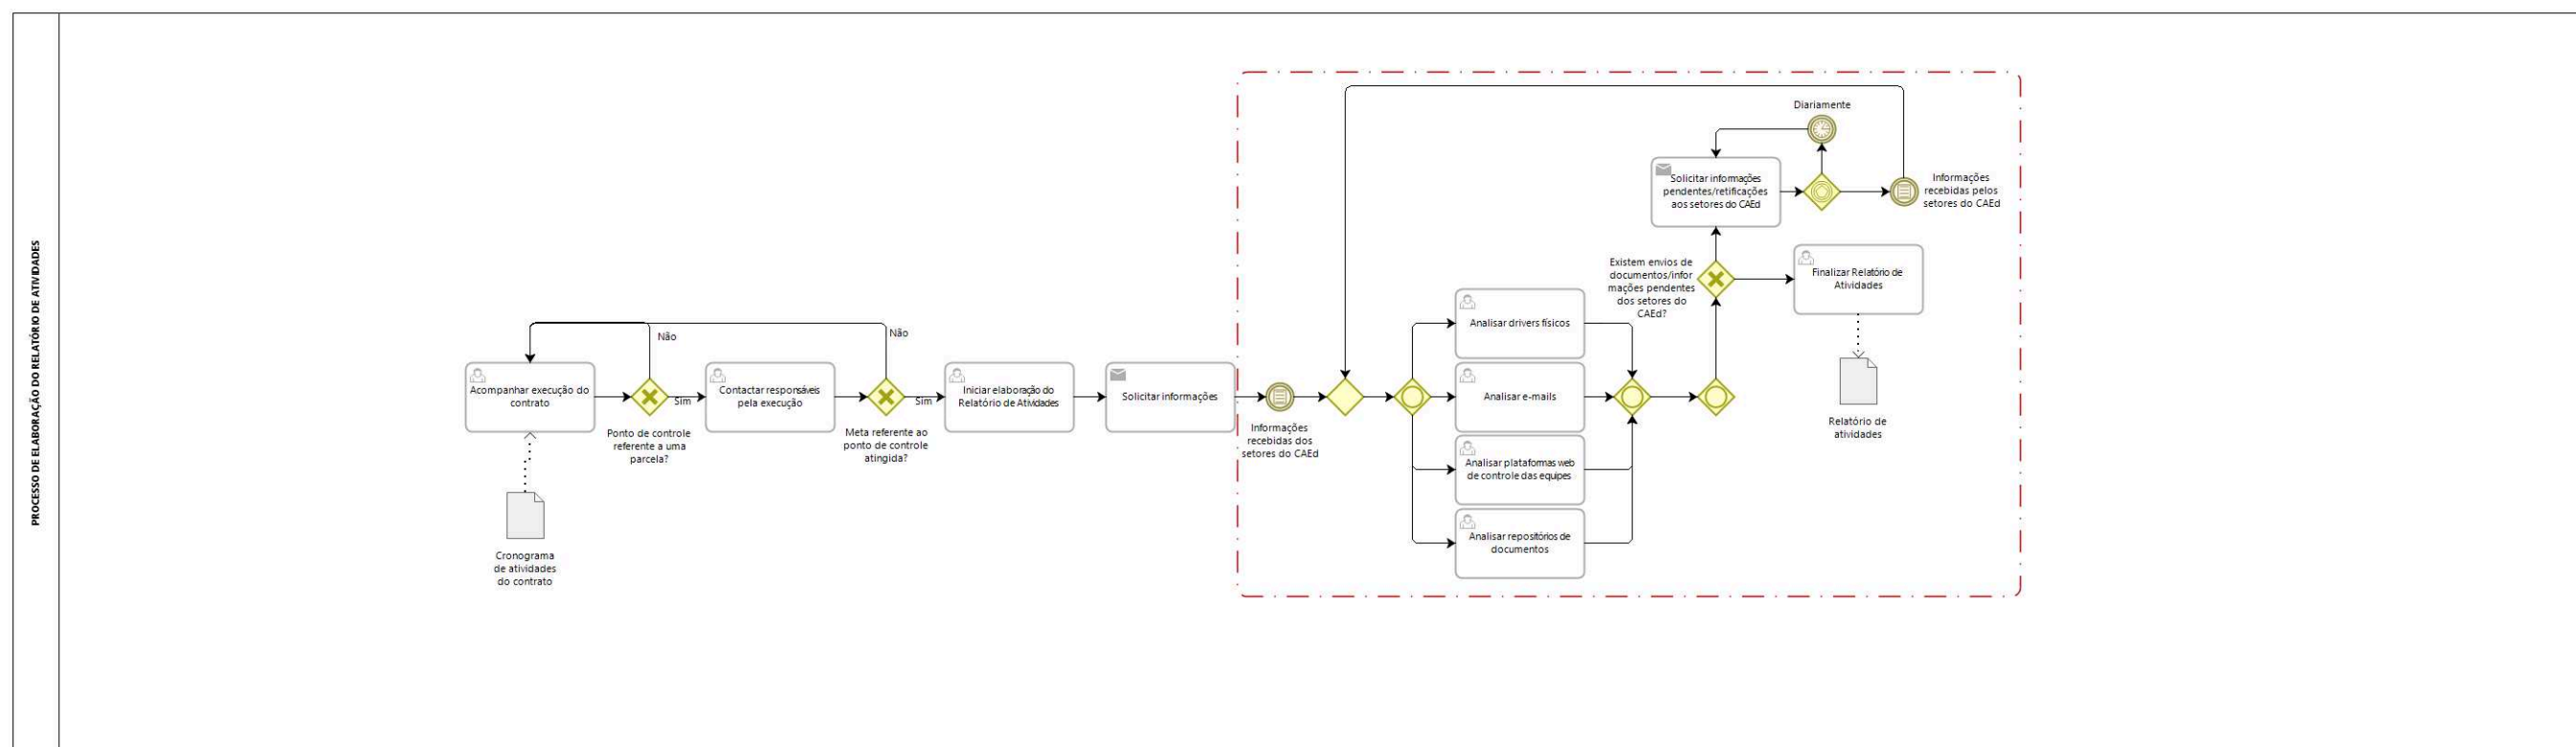 PROCESSO DE ELABORAÇÃO DO RELATÓRIO DE ATIVIDADES
Acompanhar execução do
contrato
Cronograma
de atividades
do contrato
Não
Sim
Ponto de controle
referente a uma
parcela?
Contactar responsáveis
pela execução
Não
Sim
Meta referente ao
ponto de controle
atingida?
Iniciar elaboração do
Relatório de Atividades
Solicitar informações
Informações
recebidas dos
setores do CAEd
Analisar drivers físicos
Analisar e-mails
Analisar plataformas web
de controle das equipes
Analisar repositórios de
documentos
Existem envios de
documentos/infor
mações pendentes
dos setores do
CAEd?
Solicitar informações
pendentes/retificações
aos setores do CAEd
Diariamente
Informações
recebidas pelos
setores do CAEd
Finalizar Relatório de
Atividades
Relatório de
atividades